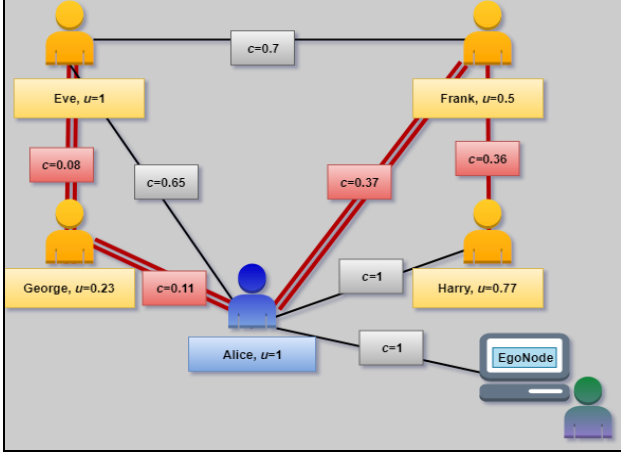 c=0.7
Eve, u=1
Frank, u=0.5
c=0.08
c=0.65
c=0.37
c=0.36
George, u=0.23
c=0.11
c=1
Harry, u=0.77
Alice, u=1
c=1
EgoNode